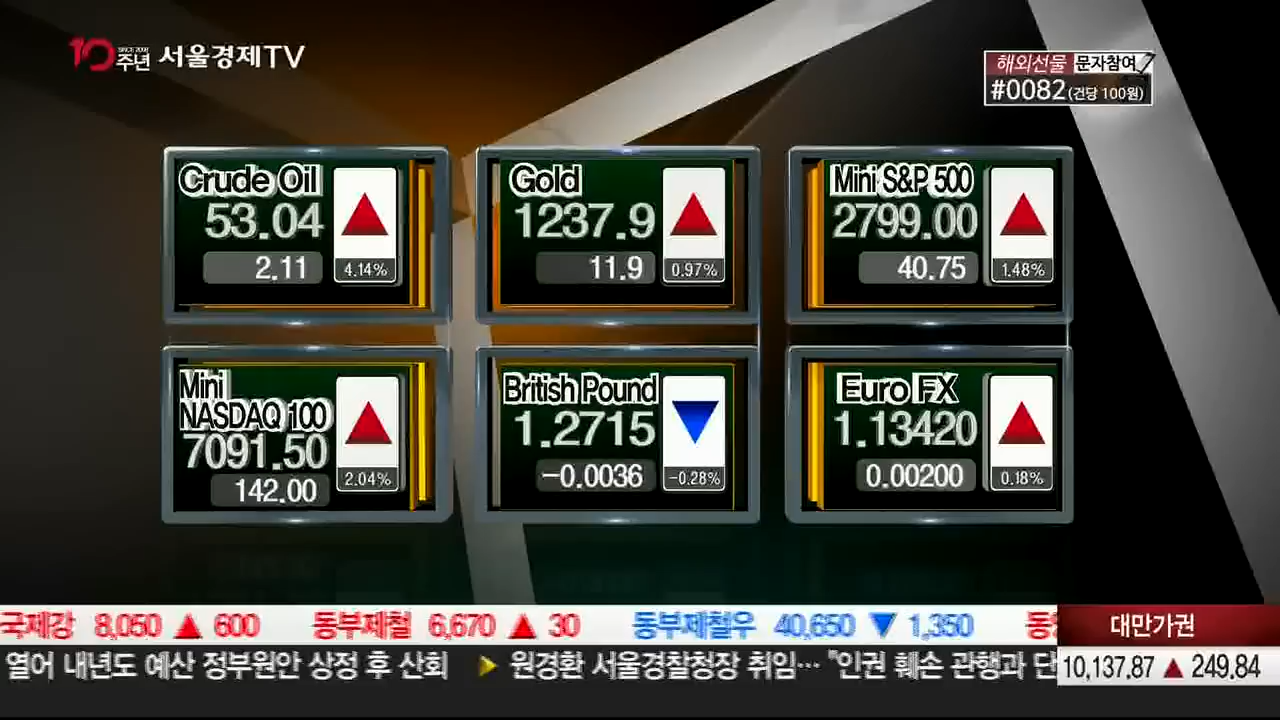 10주년 서울경제TV
SINCE 2008
해외선물 문자참여
#0082(건당 100원)
Crude Oil
53.04
2.11
4.14%
Gold
1237.9
11.9
0.97%
Mini S&P 500
2799.00
40.75
1.48%
Mini
NASDAQ 100
7091.50
142.00
2.04%
British Pound
1.2715
-0.0036
-0.28%
Euro FX
1.13420
0.00200
0.18%
국제강 8,050 ▲ 600 동부제철 6,670 ▲ 30 동부제철우 40,650 ▼ 1,350
대만가권
열어 내년도 예산 정부원안 상정 후 산회 ▶ 원경환 서울경찰청장 취임… "인권 훼손 관행과 단
10,137.87 ▲ 249.84